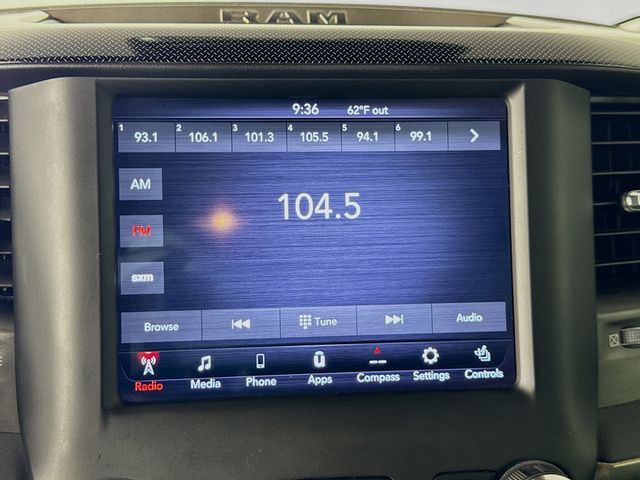 RAM
9:36 62°F out
1 93.1 2 106.1 3 101.3 4 105.5 5 94.1 6 99.1
AM
104.5
FM
sxm
Browse Tune Audio
Radio Media Phone Apps Compass Settings Controls